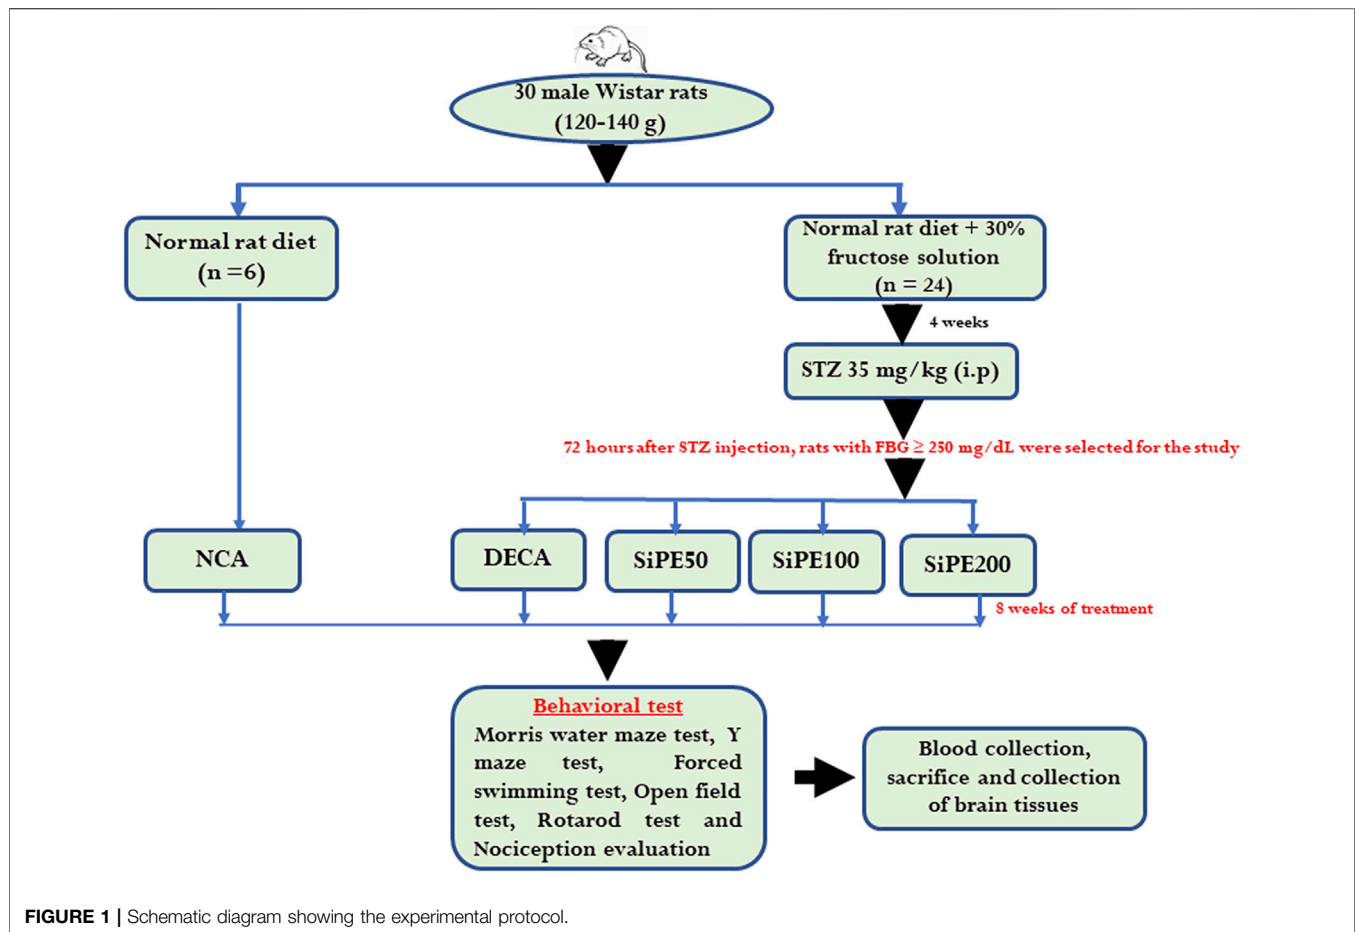 30 male Wistar rats
(120-140 g)
Normal rat diet
(n =6)
Normal rat diet + 30%
fructose solution
(n = 24)
4 weeks
STZ 35 mg/kg (i.p)
72 hours after STZ injection, rats with FBG ≥ 250 mg/dL were selected for the study
NCA
DECA
SiPE50
SiPE100
SiPE200
8 weeks of treatment
Behavioral test
Morris water maze test, Y
maze test, Forced
swimming test, Open field
test, Rotarod test and
Nociception evaluation
Blood collection,
sacrifice and collection
of brain tissues
FIGURE 1 | Schematic diagram showing the experimental protocol.